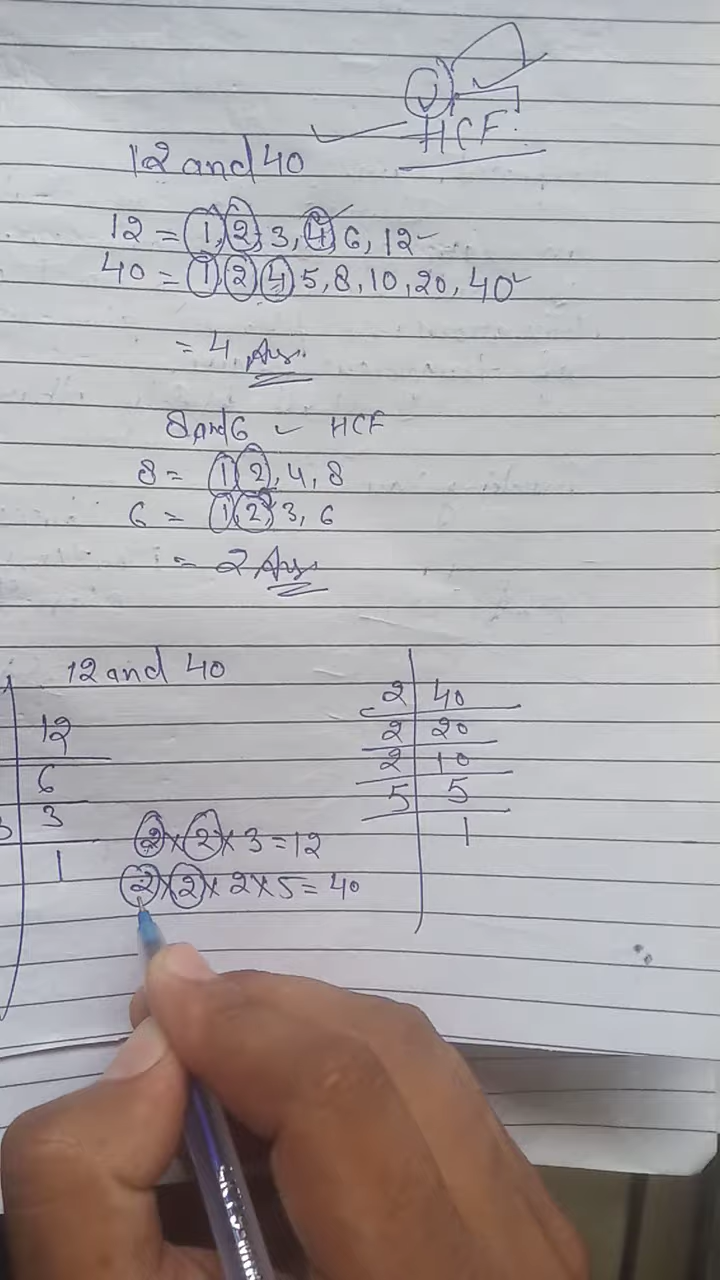 HCF.
12 and 40
12 = 1, 2, 3, 4, 6, 12
40 = 1, 2, 4, 5, 8, 10, 20, 40
= 4 Ans.
8 and 6 - HCF
8 = 1, 2, 4, 8
6 = 1, 2, 3, 6
= 2 Ans.
12 and 40
12
6
3 3
1
2 40
2 20
2 10
5 5
1
2 × 2 × 3 = 12
2 × 2 × 2 × 5 = 40